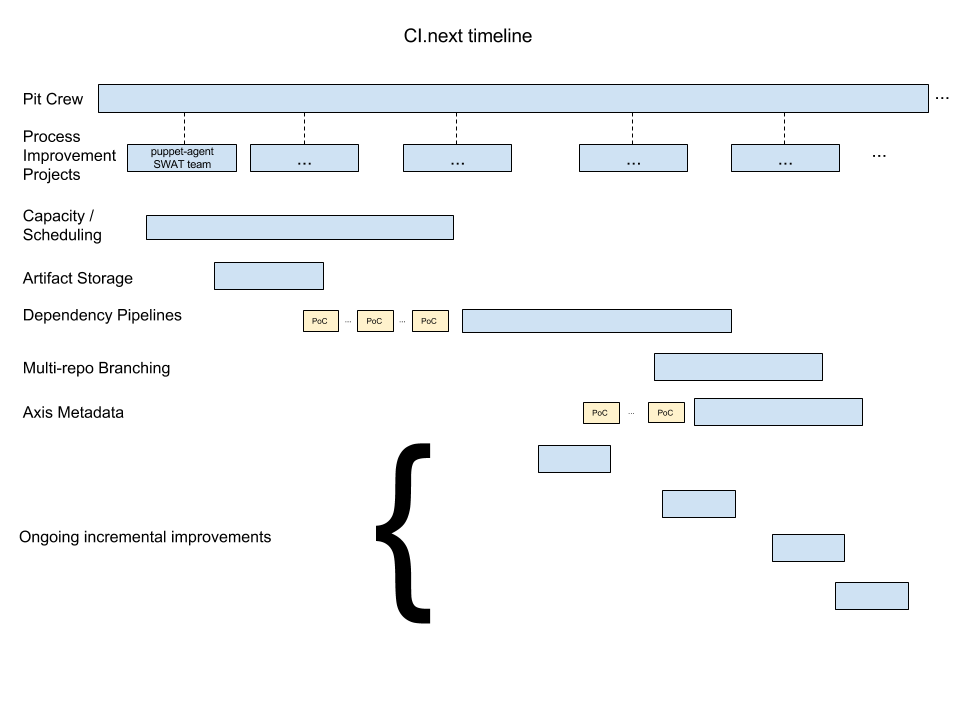 CI.next timeline
Pit Crew
...
Process
Improvement
Projects
puppet-agent
SWAT team
...
...
...
...
...
Capacity /
Scheduling
Artifact Storage
Dependency Pipelines
PoC ... PoC ... PoC
Multi-repo Branching
Axis Metadata
PoC ... PoC
{
Ongoing incremental improvements